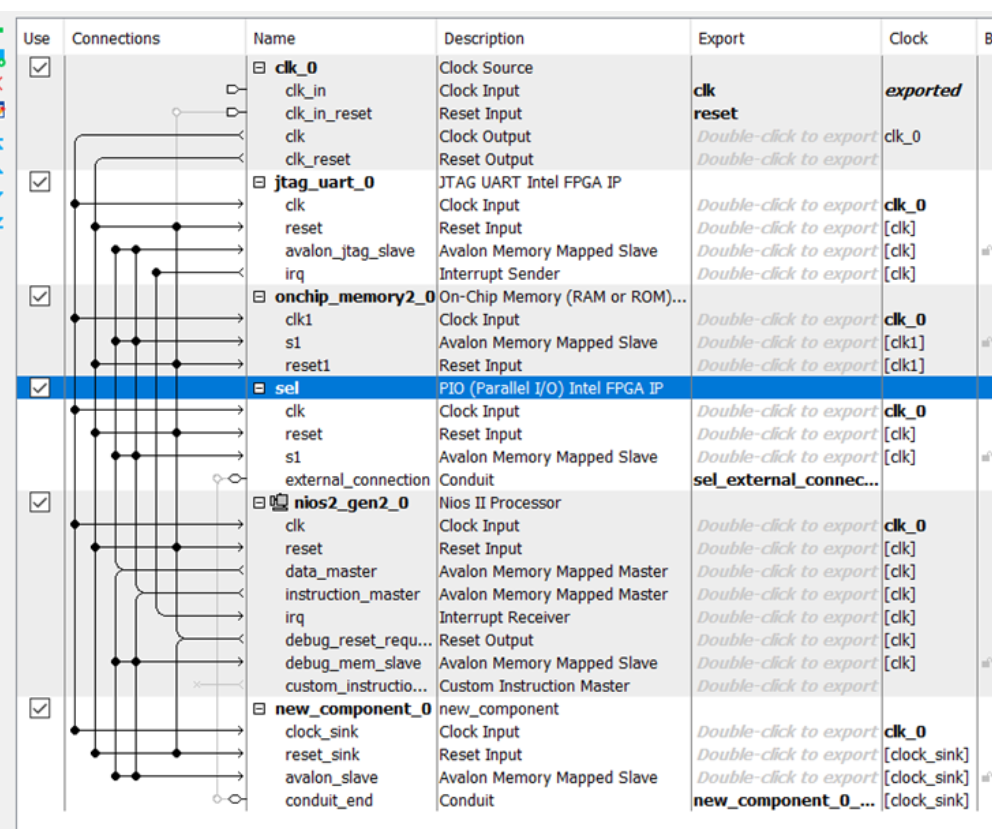 Use Connections Name Description Export Clock B
clk_0 Clock Source
clk_in Clock Input clk exported
clk_in_reset Reset Input reset
clk Clock Output Double-click to export clk_0
clk_reset Reset Output Double-click to export
jtag_uart_0 JTAG UART Intel FPGA IP
clk Clock Input Double-click to export clk_0
reset Reset Input Double-click to export [clk]
avalon_jtag_slave Avalon Memory Mapped Slave Double-click to export [clk]
irq Interrupt Sender Double-click to export [clk]
onchip_memory2_0 On-Chip Memory (RAM or ROM)...
clk1 Clock Input Double-click to export clk_0
s1 Avalon Memory Mapped Slave Double-click to export [clk1]
reset1 Reset Input Double-click to export [clk1]
sel PIO (Parallel I/O) Intel FPGA IP
clk Clock Input Double-click to export clk_0
reset Reset Input Double-click to export [clk]
s1 Avalon Memory Mapped Slave Double-click to export [clk]
external_connection Conduit sel_external_connec...
nios2_gen2_0 Nios II Processor
clk Clock Input Double-click to export clk_0
reset Reset Input Double-click to export [clk]
data_master Avalon Memory Mapped Master Double-click to export [clk]
instruction_master Avalon Memory Mapped Master Double-click to export [clk]
irq Interrupt Receiver Double-click to export [clk]
debug_reset_requ... Reset Output Double-click to export [clk]
debug_mem_slave Avalon Memory Mapped Slave Double-click to export [clk]
custom_instructio... Custom Instruction Master Double-click to export
new_component_0 new_component
clock_sink Clock Input Double-click to export clk_0
reset_sink Reset Input Double-click to export [clock_sink]
avalon_slave Avalon Memory Mapped Slave Double-click to export [clock_sink]
conduit_end Conduit new_component_0_... [clock_sink]